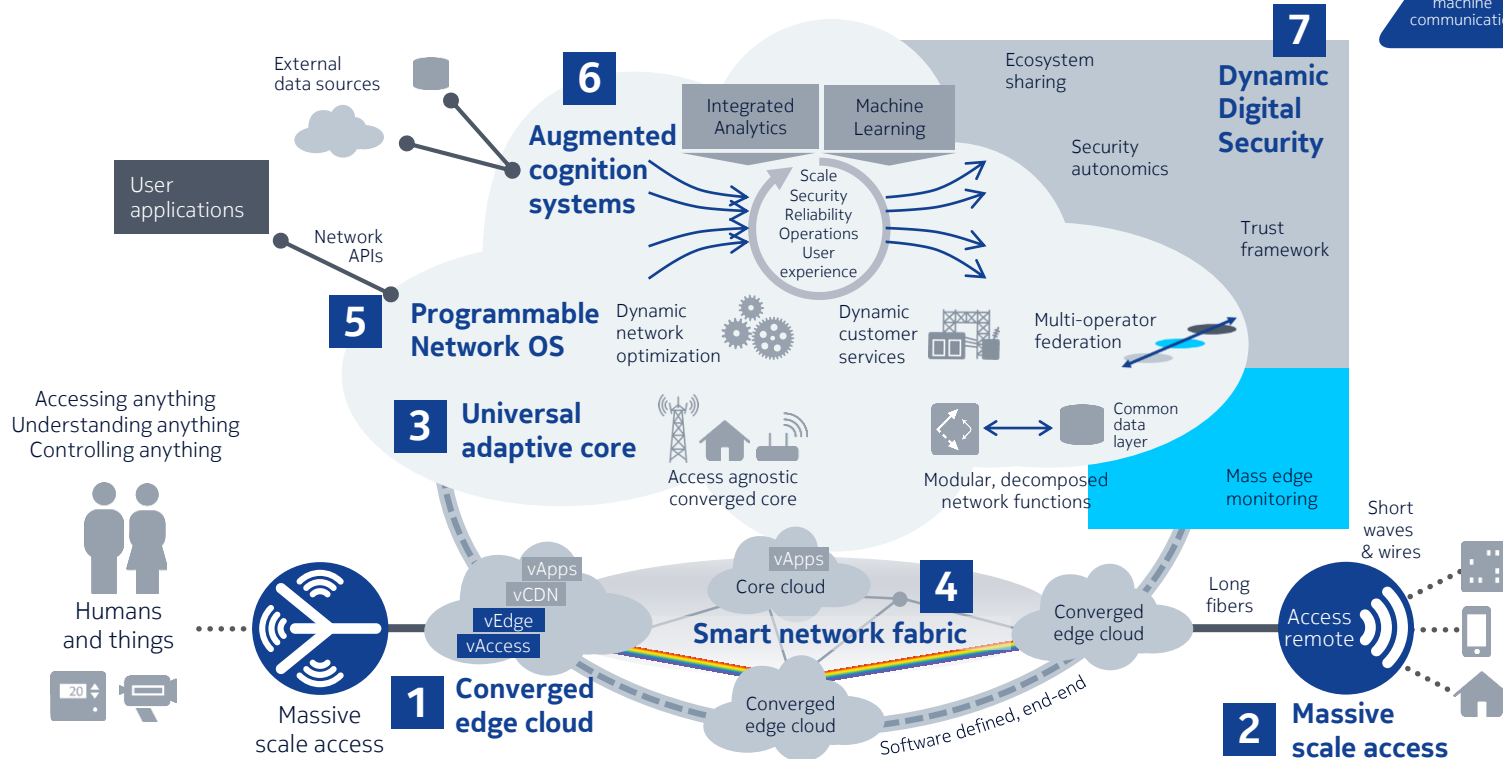 machine
7
Dynamic
Digital
Security
External
data sources
6
Augmented
cognition
systems
Integrated
Analytics
Machine
Learning
Ecosystem
sharing
Security
autonomics
Trust
framework
User
applications
Network
APIs
Scale
Security
Reliability
Operations
User
experience
5
Programmable
Network OS
Dynamic
network
optimization
Dynamic
customer
services
Multi-operator
federation
3
Universal
adaptive core
Access agnostic
converged core
Common
data
layer
Modular, decomposed
network functions
Mass edge
monitoring
Accessing anything
Understanding anything
Controlling anything
Humans
and things
20
Massive
scale access
vApps
vCDN
vEdge
vAccess
1
Converged
edge cloud
vApps
Core cloud
4
Smart network fabric
Converged
edge cloud
Converged
edge cloud
Software defined, end-end
Long
fibers
Short
waves
& wires
Access
remote
2
Massive
scale access